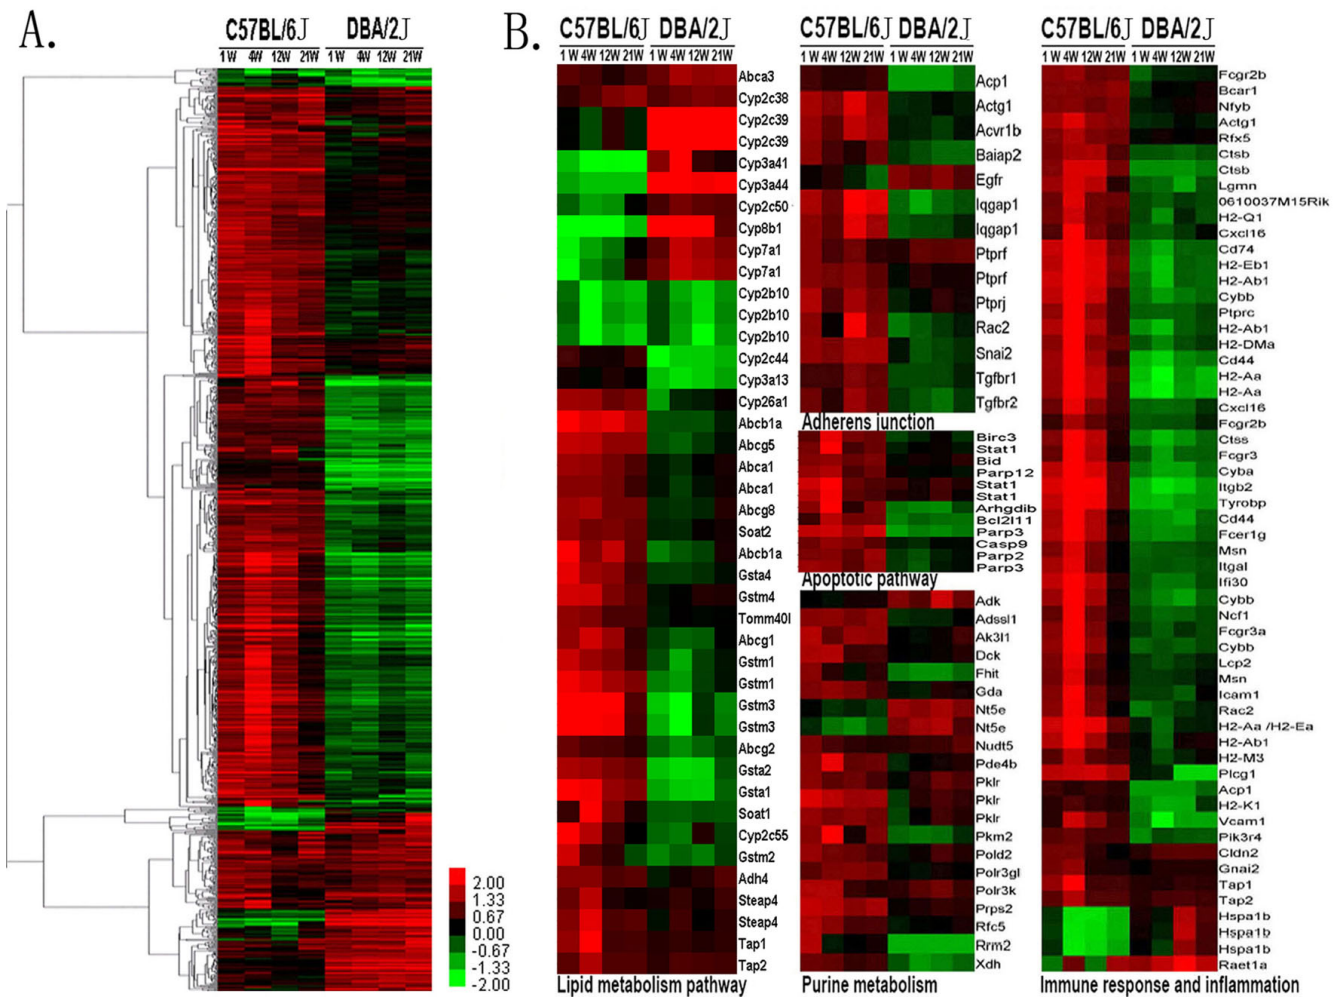 A.
C57BL/6J DBA/2J
1W 4W 12W 21W 1W 4W 12W 21W
2.00
1.33
0.67
0.00
-0.67
-1.33
-2.00
B.
C57BL/6J DBA/2J
1W 4W 12W 21W 1W 4W 12W 21W
Abca3
Cyp2c38
Cyp2c39
Cyp2c39
Cyp3a41
Cyp3a44
Cyp2c50
Cyp8b1
Cyp7a1
Cyp7a1
Cyp2b10
Cyp2b10
Cyp2b10
Cyp2c44
Cyp3a13
Cyp26a1
Abcb1a
Abcg5
Abca1
Abca1
Abcg8
Soat2
Abcb1a
Gsta4
Gstm4
Tomm40l
Abcg1
Gstm1
Gstm1
Gstm3
Gstm3
Abcg2
Gsta2
Gsta1
Soat1
Cyp2c55
Gstm2
Adh4
Steap4
Steap4
Tap1
Tap2
Lipid metabolism pathway
C57BL/6J DBA/2J
1W 4W 12W 21W 1W 4W 12W 21W
Acp1
Actg1
Acvr1b
Baiap2
Egfr
Iqgap1
Iqgap1
Ptprf
Ptprf
Ptprj
Rac2
Snai2
Tgfbr1
Tgfbr2
Adherens junction
Birc3
Stat1
Bid
Parp12
Stat1
Stat1
Arhgdib
Bcl2l11
Parp3
Casp9
Parp2
Parp3
Apoptotic pathway
Adk
Adssl1
Ak3l1
Dck
Fhit
Gda
Nt5e
Nt5e
Nudt5
Pde4b
Pklr
Pklr
Pklr
Pkm2
Pold2
Polr3gl
Polr3k
Prps2
Rfc5
Rrm2
Xdh
Purine metabolism
C57BL/6J DBA/2J
1W 4W 12W 21W 1W 4W 12W 21W
Fcgr2b
Bcar1
Nfyb
Actg1
Rfx5
Ctsb
Ctsb
Lgmn
0610037M15Rik
H2-Q1
Cxcl16
Cd74
H2-Eb1
H2-Ab1
Cybb
Ptprc
H2-Ab1
H2-DMa
Cd44
H2-Aa
H2-Aa
Cxcl16
Fcgr2b
Ctss
Fcgr3
Cyba
Itgb2
Tyrobp
Cd44
Fcer1g
Msn
Itgal
Ifi30
Cybb
Ncf1
Fcgr3a
Cybb
Lcp2
Msn
Icam1
Rac2
H2-Aa /H2-Ea
H2-Ab1
H2-M3
Plcg1
Acp1
H2-K1
Vcam1
Pik3r4
Cldn2
Gnai2
Tap1
Tap2
Hspa1b
Hspa1b
Hspa1b
Raet1a
Immune response and inflammation